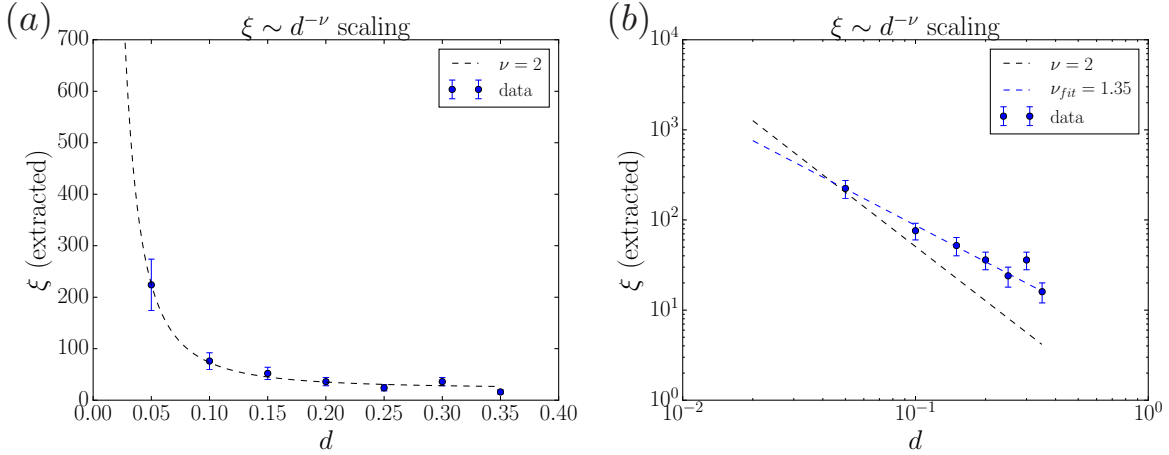 (a)
ξ ∼ d^{−ν} scaling
700
600
500
400
300
200
100
0
0.00 0.05 0.10 0.15 0.20 0.25 0.30 0.35 0.40
ξ (extracted)
d
ν = 2
data
(b)
ξ ∼ d^{−ν} scaling
10^4
10^3
10^2
10^1
10^0
10^{−2} 10^{−1} 10^0
ξ (extracted)
d
ν = 2
ν_{fit} = 1.35
data